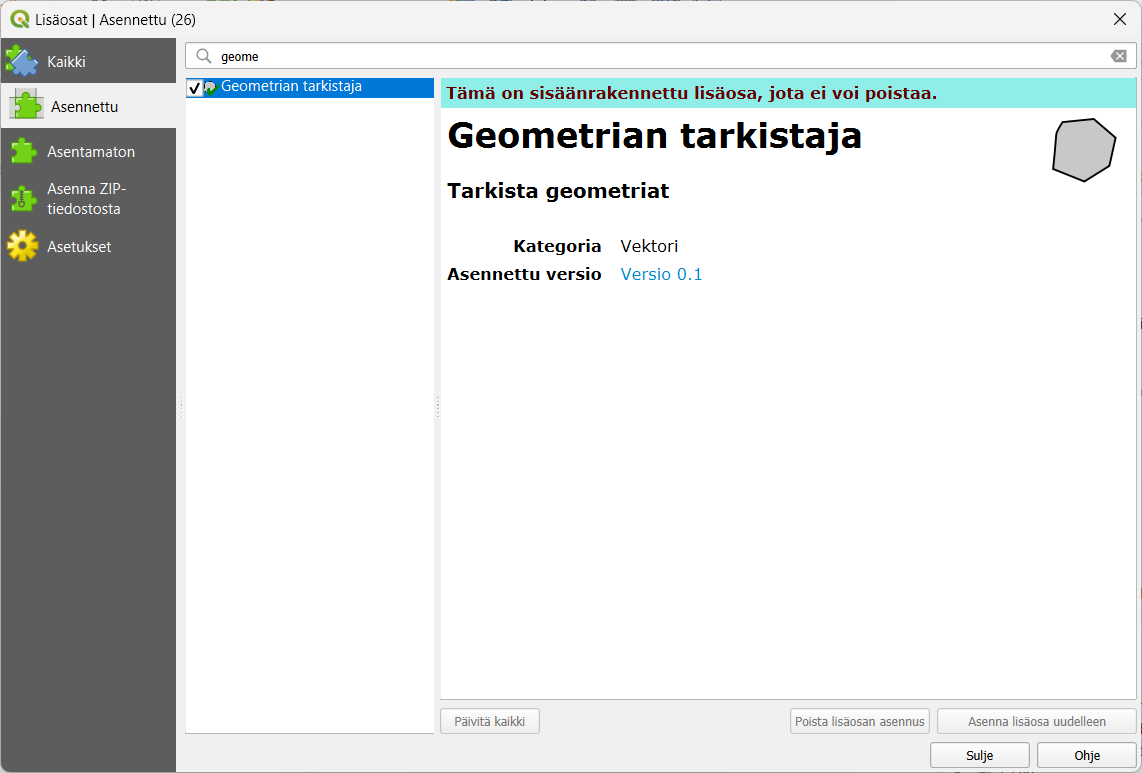 Lisäosat | Asennettu (26)
Kaikki
Asennettu
Asentamaton
Asenna ZIP-
tiedostosta
Asetukset
geome
Geometrian tarkistaja
Tämä on sisäänrakennettu lisäosa, jota ei voi poistaa.
Geometrian tarkistaja
Tarkista geometriat
Kategoria Vektori
Asennettu versio Versio 0.1
Päivitä kaikki Poista lisäosan asennus Asenna lisäosa uudelleen
Sulje Ohje